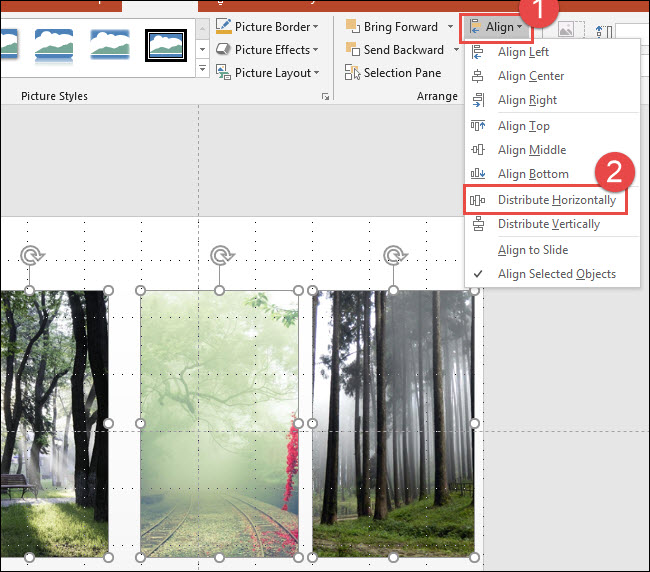 1
Picture Border
Picture Effects
Picture Layout
Picture Styles
Bring Forward
Send Backward
Selection Pane
Arrange
Align
Align Left
Align Center
Align Right
Align Top
Align Middle
Align Bottom
2
Distribute Horizontally
Distribute Vertically
Align to Slide
Align Selected Objects